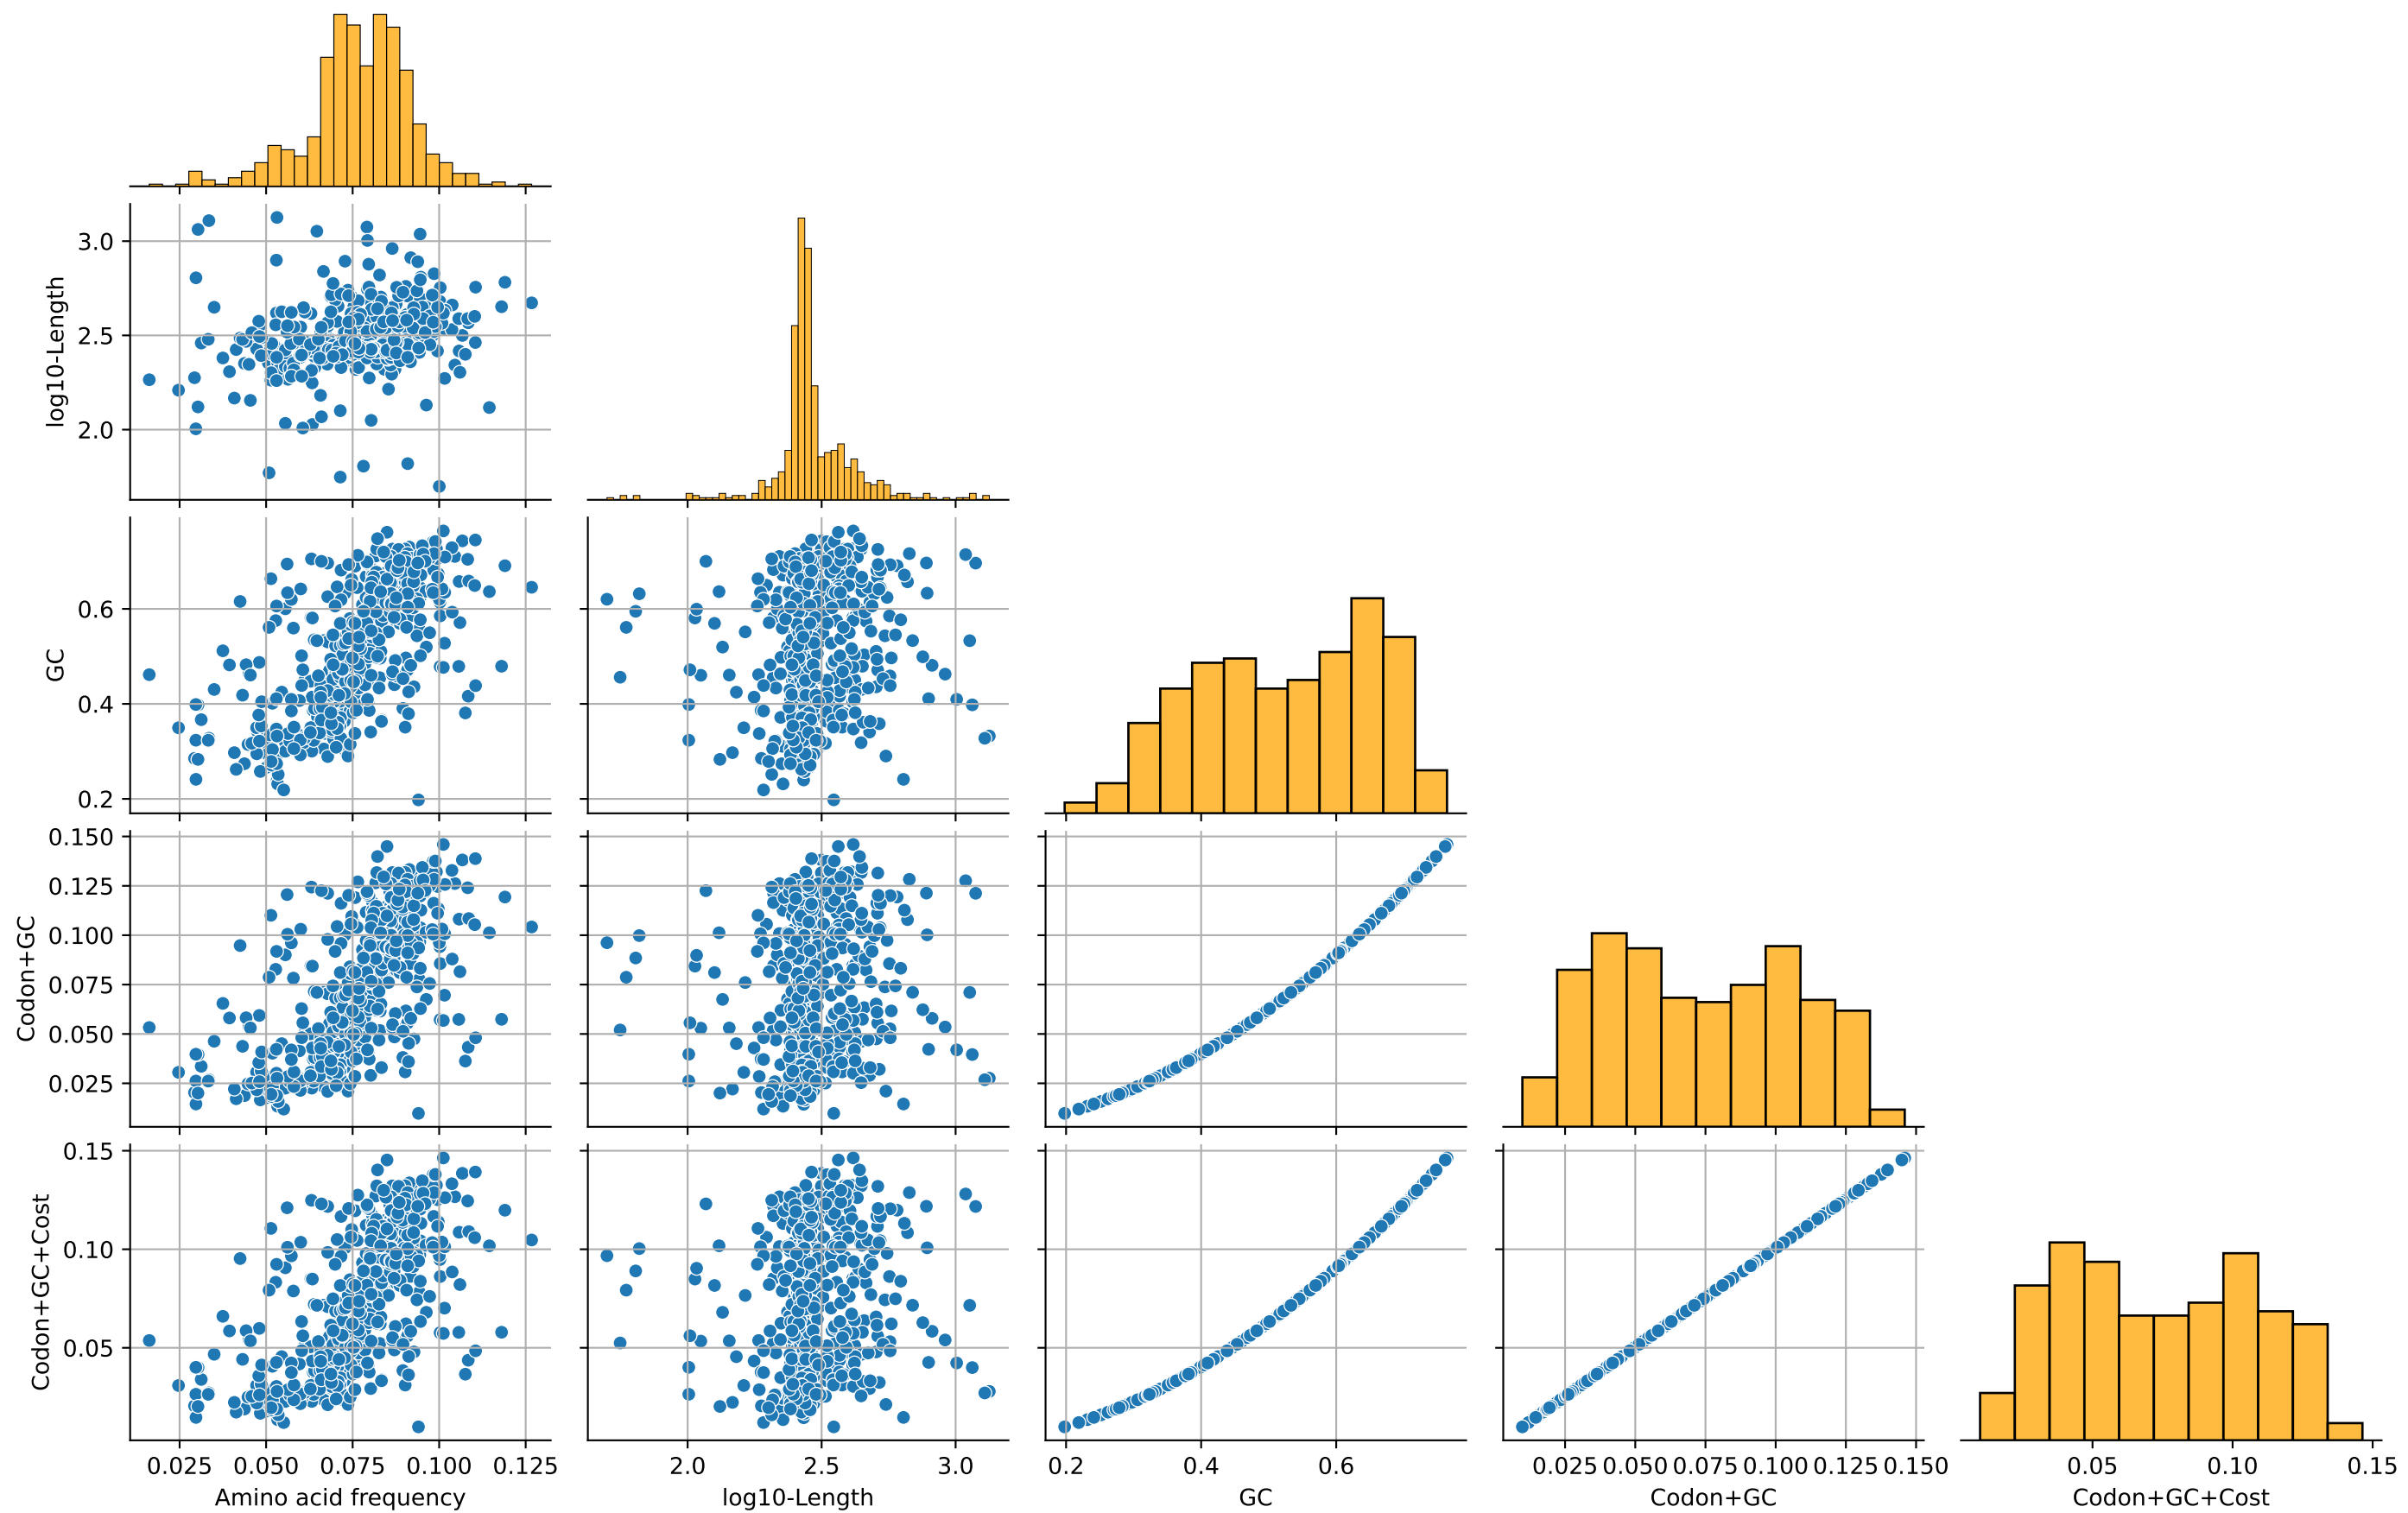 3.0
2.5
2.0
log10-Length
0.6
0.4
0.2
GC
0.150
0.125
0.100
0.075
0.050
0.025
Codon+GC
0.15
0.10
0.05
Codon+GC+Cost
0.025 0.050 0.075 0.100 0.125
Amino acid frequency
2.0 2.5 3.0
log10-Length
0.2 0.4 0.6
GC
0.025 0.050 0.075 0.100 0.125 0.150
Codon+GC
0.05 0.10 0.15
Codon+GC+Cost